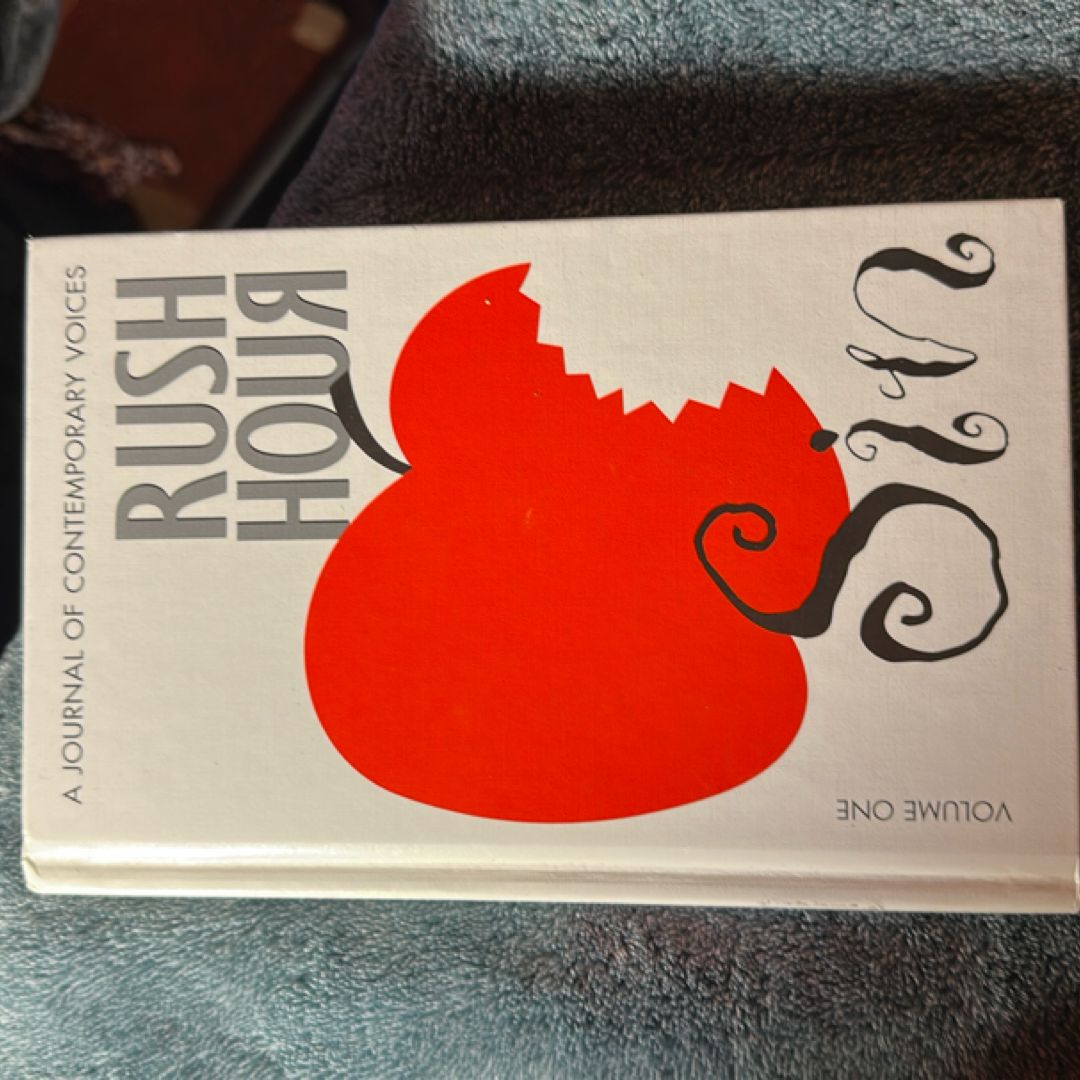 A JOURNAL OF CONTEMPORARY VOICES
RUSH
HOUR
Sin
VOLUME ONE